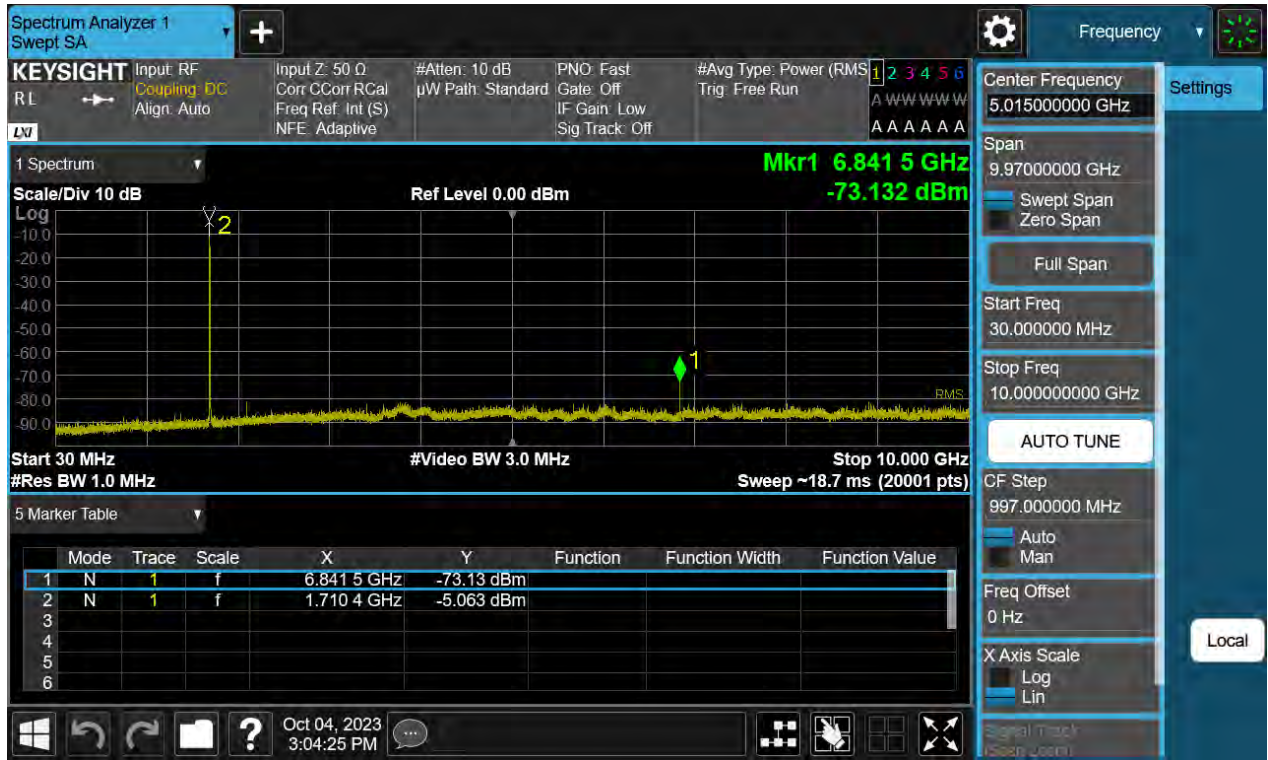 Spectrum Analyzer 1
Swept SA
+
Frequency
KEYSIGHT
RL
LXI
Input: RF
Coupling: DC
Align: Auto
Input Z: 50 Ω
Corr CCorr RCal
Freq Ref: Int (S)
NFE: Adaptive
#Atten: 10 dB
µW Path: Standard
PNO: Fast
Gate: Off
IF Gain: Low
Sig Track: Off
#Avg Type: Power (RMS
Trig: Free Run
1 2 3 4 5 6
A W W W W W
A A A A A A
1 Spectrum
Mkr1 6.841 5 GHz
-73.132 dBm
Scale/Div 10 dB
Ref Level 0.00 dBm
Log
-10.0
-20.0
-30.0
-40.0
-50.0
-60.0
-70.0
-80.0
-90.0
2
1
RMS
Start 30 MHz
#Video BW 3.0 MHz
Stop 10.000 GHz
#Res BW 1.0 MHz
Sweep ~18.7 ms (20001 pts)
5 Marker Table
Mode Trace Scale X Y Function Function Width Function Value
1 N 1 f 6.841 5 GHz -73.13 dBm
2 N 1 f 1.710 4 GHz -5.063 dBm
3
4
5
6
?
Oct 04, 2023
3:04:25 PM
Center Frequency
5.015000000 GHz
Settings
Span
9.97000000 GHz
Swept Span
Zero Span
Full Span
Start Freq
30.000000 MHz
Stop Freq
10.000000000 GHz
AUTO TUNE
CF Step
997.000000 MHz
Auto
Man
Freq Offset
0 Hz
X Axis Scale
Log
Lin
Local
Signal Track
(Span Zoom)